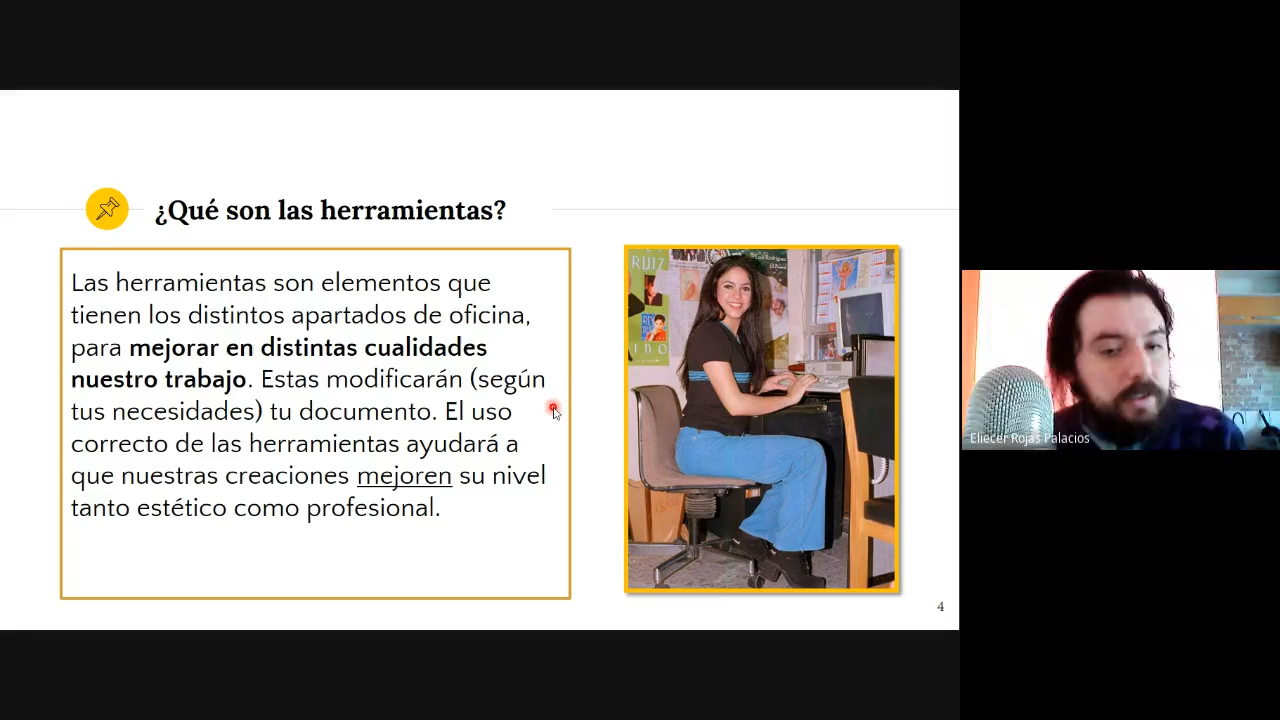 ¿Qué son las herramientas?
Las herramientas son elementos que
tienen los distintos apartados de oficina,
para mejorar en distintas cualidades
nuestro trabajo. Estas modificarán (según
tus necesidades) tu documento. El uso
correcto de las herramientas ayudará a
que nuestras creaciones mejoren su nivel
tanto estético como profesional.
RUIZ
INO
4
Eliecer Rojas Palacios